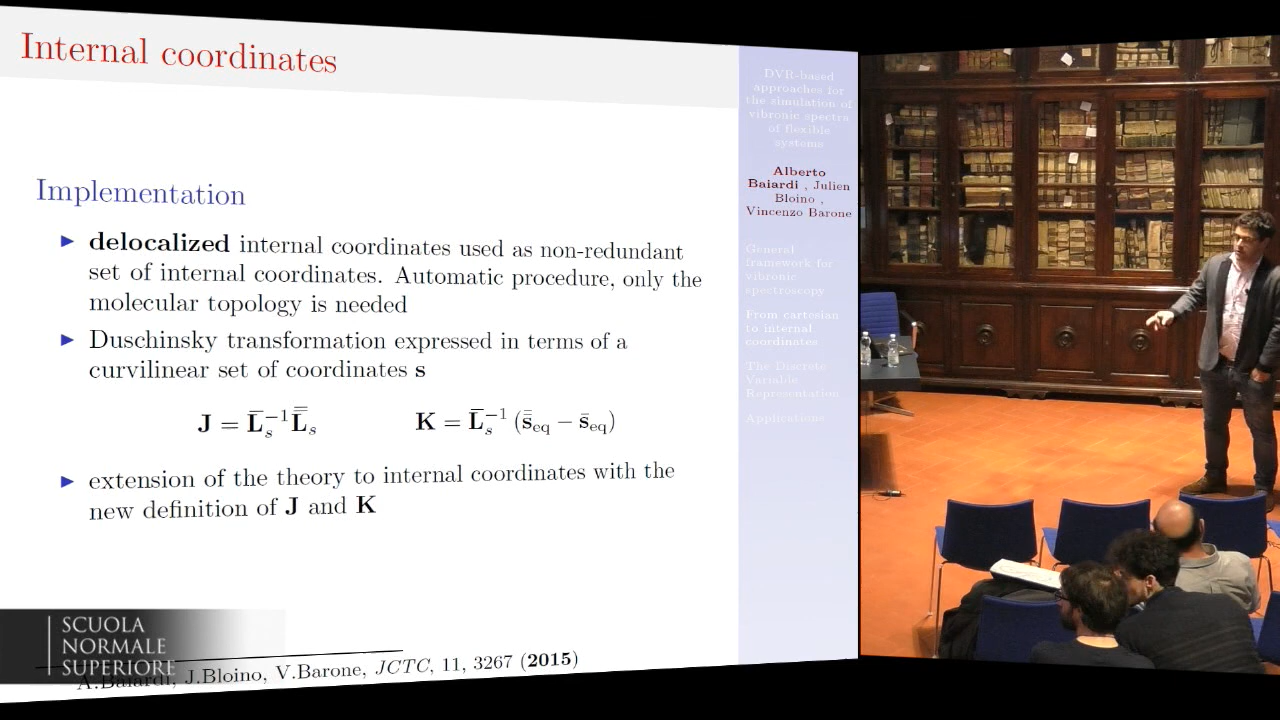 Internal coordinates
Implementation
▶ delocalized internal coordinates used as non-redundant
set of internal coordinates. Automatic procedure, only the
molecular topology is needed
▶ Duschinsky transformation expressed in terms of a
curvilinear set of coordinates s
J = L̄ₛ⁻¹L̿ₛ K = L̄ₛ⁻¹ (s̿eq − s̄eq)
▶ extension of the theory to internal coordinates with the
new definition of J and K
A.Baiardi, J.Bloino, V.Barone, JCTC, 11, 3267 (2015)
SCUOLA
NORMALE
SUPERIORE
DVR-based
approaches for
the simulation of
vibronic spectra
of flexible
systems
Alberto
Baiardi , Julien
Bloino ,
Vincenzo Barone
General
framework for
vibronic
spectroscopy
From cartesian
to internal
coordinates
The Discrete
Variable
Representation
Applications